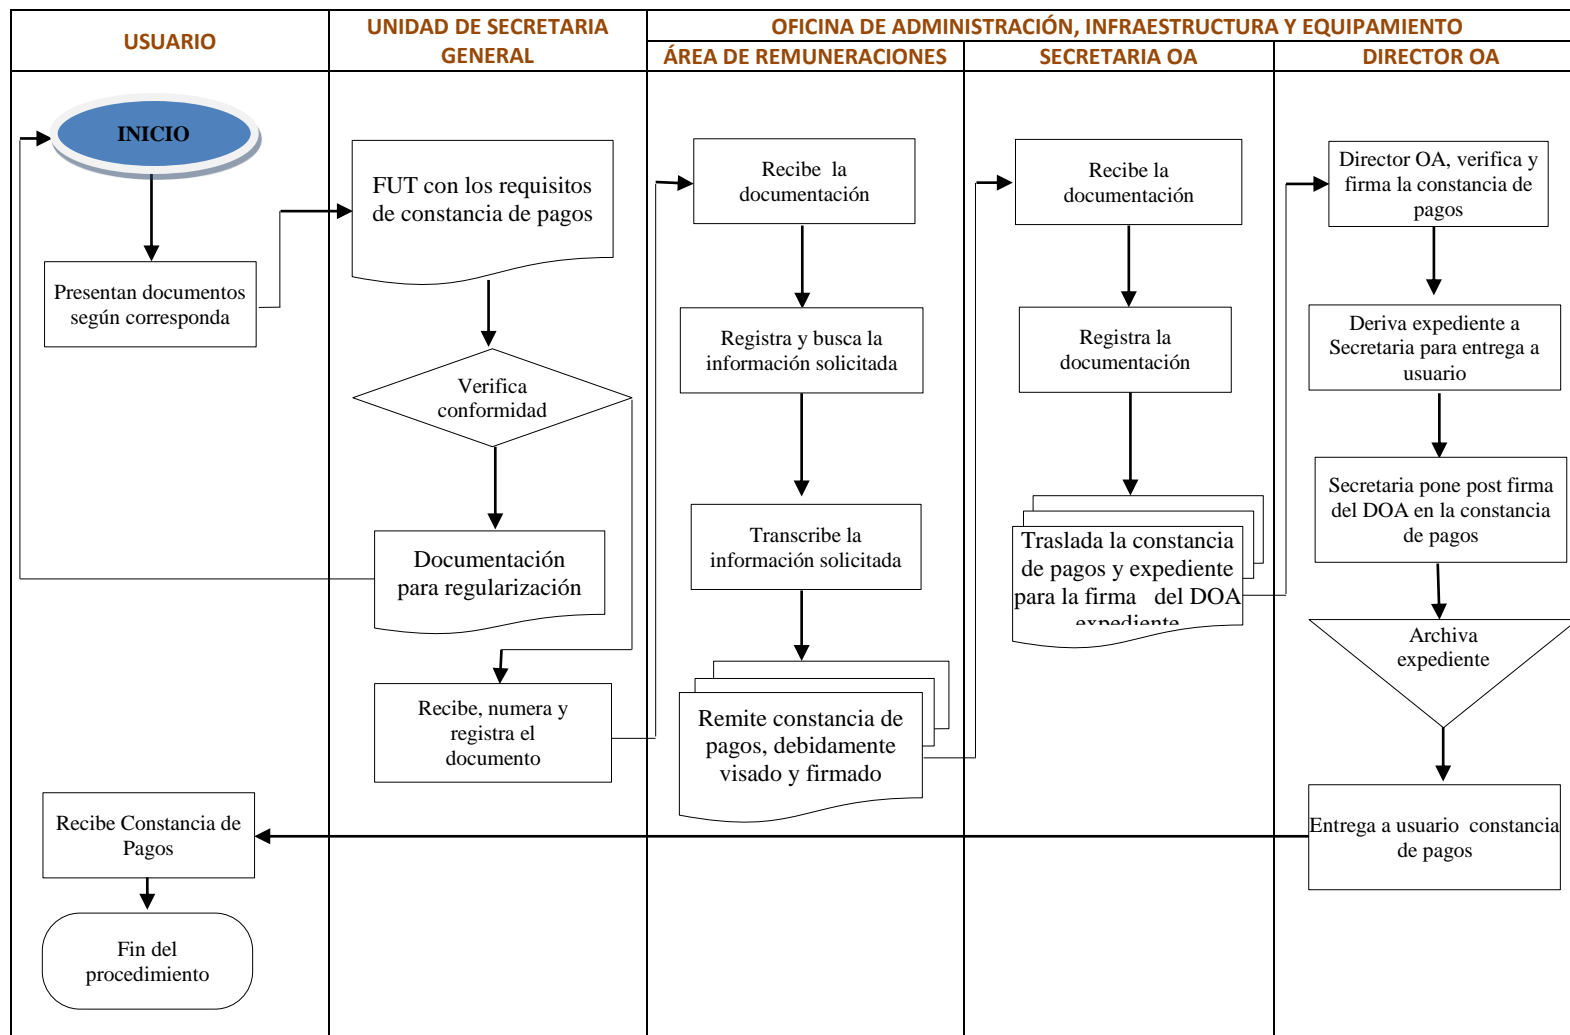 USUARIO
UNIDAD DE SECRETARIA
GENERAL
OFICINA DE ADMINISTRACIÓN, INFRAESTRUCTURA Y EQUIPAMIENTO
ÁREA DE REMUNERACIONES
SECRETARIA OA
DIRECTOR OA
INICIO
Presentan documentos
según corresponda
Recibe Constancia de
Pagos
Fin del
procedimiento
FUT con los requisitos
de constancia de pagos
Verifica
conformidad
Documentación
para regularización
Recibe, numera y
registra el
documento
Recibe la
documentación
Registra y busca la
información solicitada
Transcribe la
información solicitada
Remite constancia de
pagos, debidamente
visado y firmado
Recibe la
documentación
Registra la
documentación
Traslada la constancia
de pagos y expediente
para la firma del DOA
expediente
Director OA, verifica y
firma la constancia de
pagos
Deriva expediente a
Secretaria para entrega a
usuario
Secretaria pone post firma
del DOA en la constancia
de pagos
Archiva
expediente
Entrega a usuario constancia
de pagos